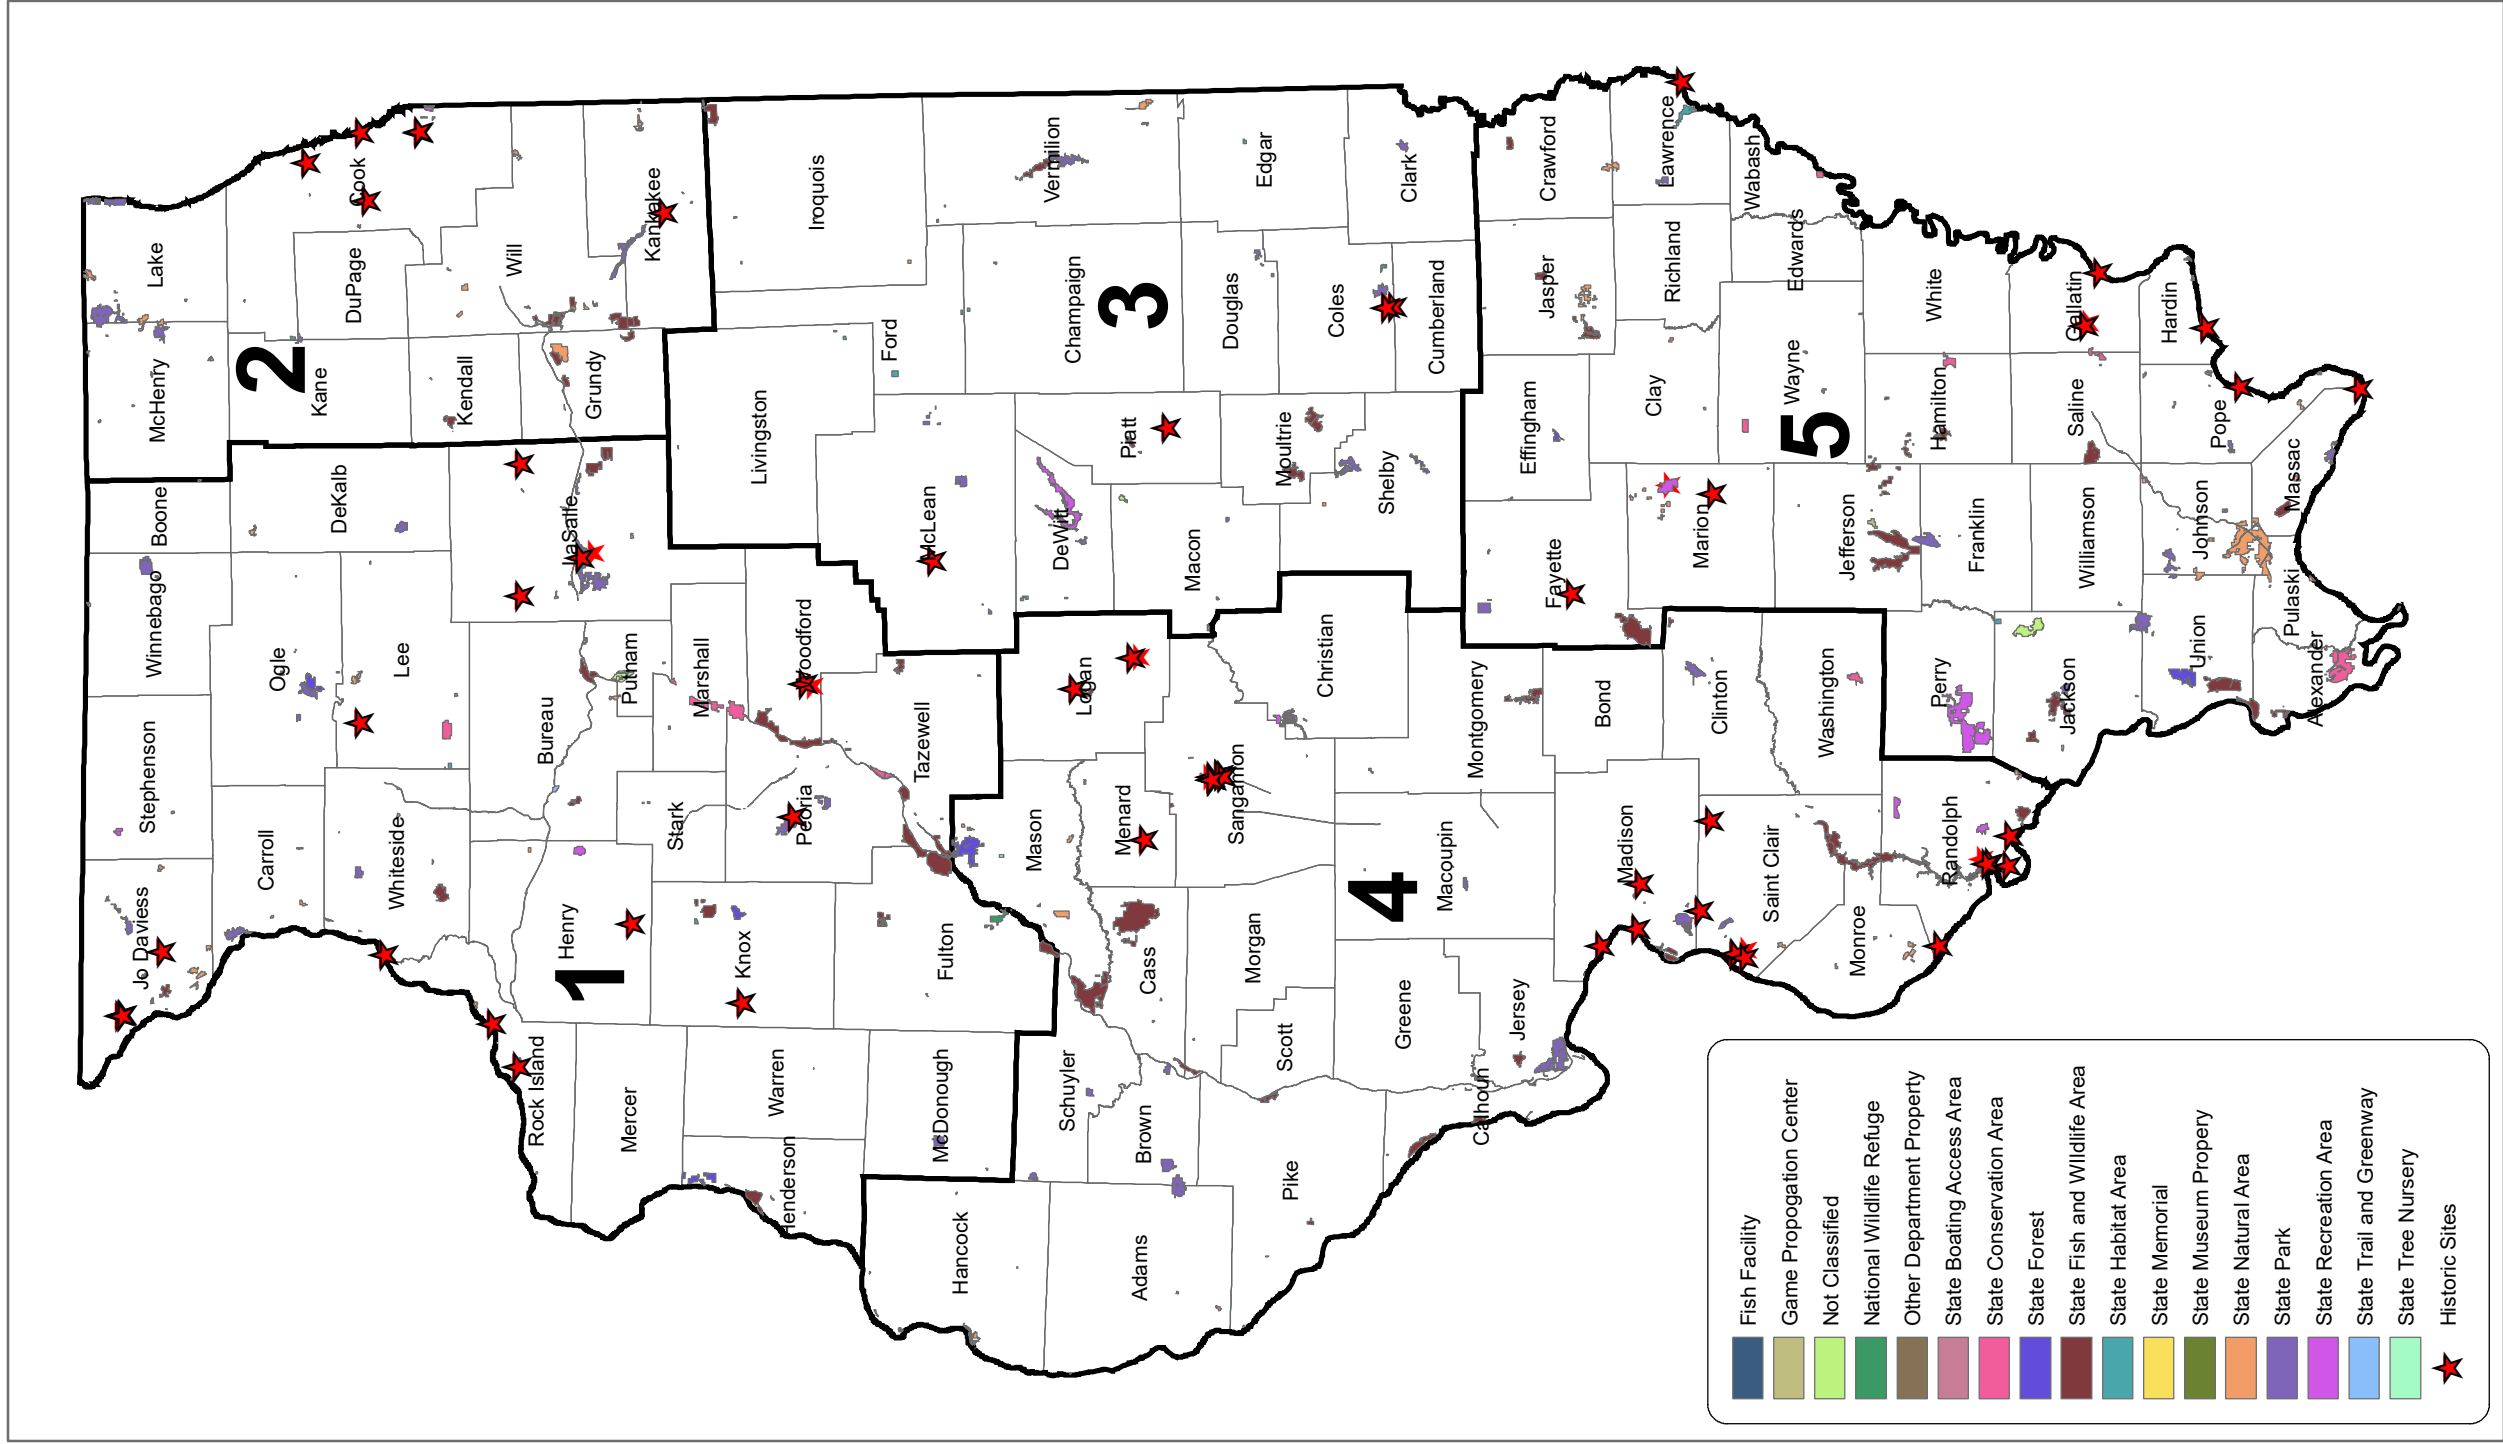 Jo Daviess
Stephenson
Winnebago
Boone
McHenry
Lake
Carroll
Ogle
DeKalb
Kane
2
Cook
DuPage
Whiteside
Lee
Kendall
Will
Rock Island
Henry
1
Bureau
LaSalle
Grundy
Kankakee
Mercer
Putnam
Stark
Marshall
Knox
Warren
Henderson
Peoria
Woodford
Livingston
Iroquois
Ford
McDonough
Fulton
Tazewell
McLean
Hancock
Schuyler
Mason
Logan
DeWitt
Champaign
3
Vermilion
Piatt
Adams
Brown
Cass
Menard
Macon
Sangamon
Morgan
Scott
Pike
Douglas
Edgar
Moultrie
Coles
Christian
Shelby
Clark
Cumberland
4
Macoupin
Greene
Calhoun
Jersey
Montgomery
Fayette
Effingham
Jasper
Crawford
Bond
Madison
Clay
Richland
Lawrence
Marion
Clinton
Saint Clair
Wayne
5
Edwards
Wabash
Washington
Jefferson
Monroe
Randolph
Perry
Franklin
Hamilton
White
Jackson
Williamson
Saline
Gallatin
Union
Johnson
Pope
Hardin
Alexander
Pulaski
Massac
Fish Facility
Game Propogation Center
Not Classified
National Wildlife Refuge
Other Department Property
State Boating Access Area
State Conservation Area
State Forest
State Fish and WIldlife Area
State Habitat Area
State Memorial
State Museum Propery
State Natural Area
State Park
State Recreation Area
State Trail and Greenway
State Tree Nursery
Historic Sites